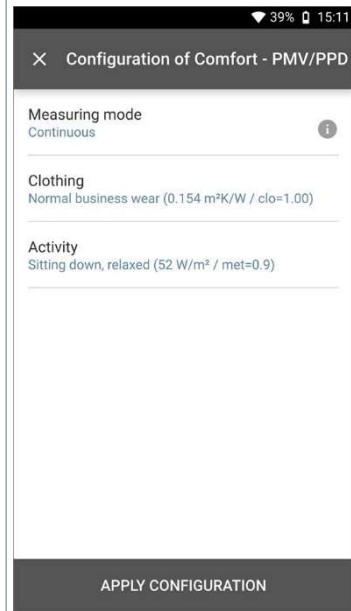 39% 15:11
Configuration of Comfort - PMV/PPD
Measuring mode
Continuous
Clothing
Normal business wear (0.154 m²K/W / clo=1.00)
Activity
Sitting down, relaxed (52 W/m² / met=0.9)
APPLY CONFIGURATION